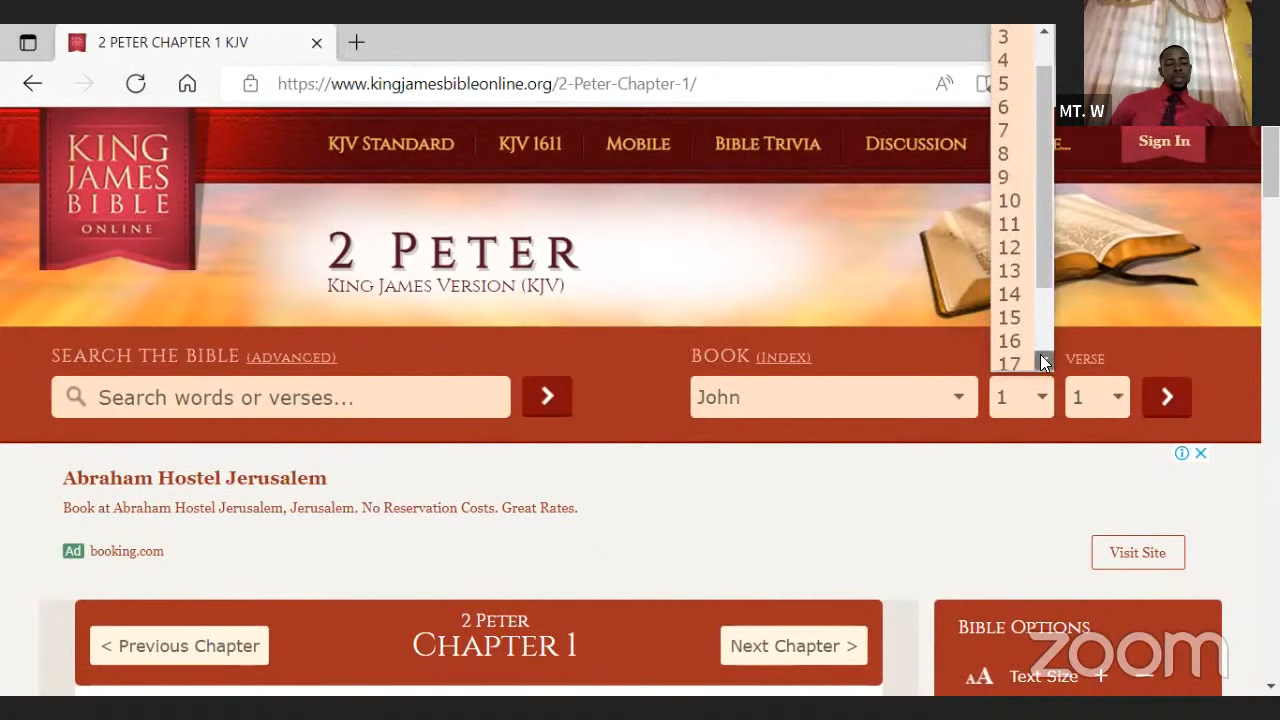 2 PETER CHAPTER 1 KJV
https://www.kingjamesbibleonline.org/2-Peter-Chapter-1/
MT. W
KING
JAMES
BIBLE
ONLINE
KJV STANDARD
KJV 1611
MOBILE
BIBLE TRIVIA
DISCUSSION
E...
Sign In
2 PETER
KING JAMES VERSION (KJV)
3
4
5
6
7
8
9
10
11
12
13
14
15
16
17
SEARCH THE BIBLE (ADVANCED)
BOOK (INDEX)
VERSE
Search words or verses...
John
1
1
Abraham Hostel Jerusalem
Book at Abraham Hostel Jerusalem, Jerusalem. No Reservation Costs. Great Rates.
Ad booking.com
Visit Site
< Previous Chapter
2 PETER
CHAPTER 1
Next Chapter >
BIBLE OPTIONS
AA Text Size + —
zoom